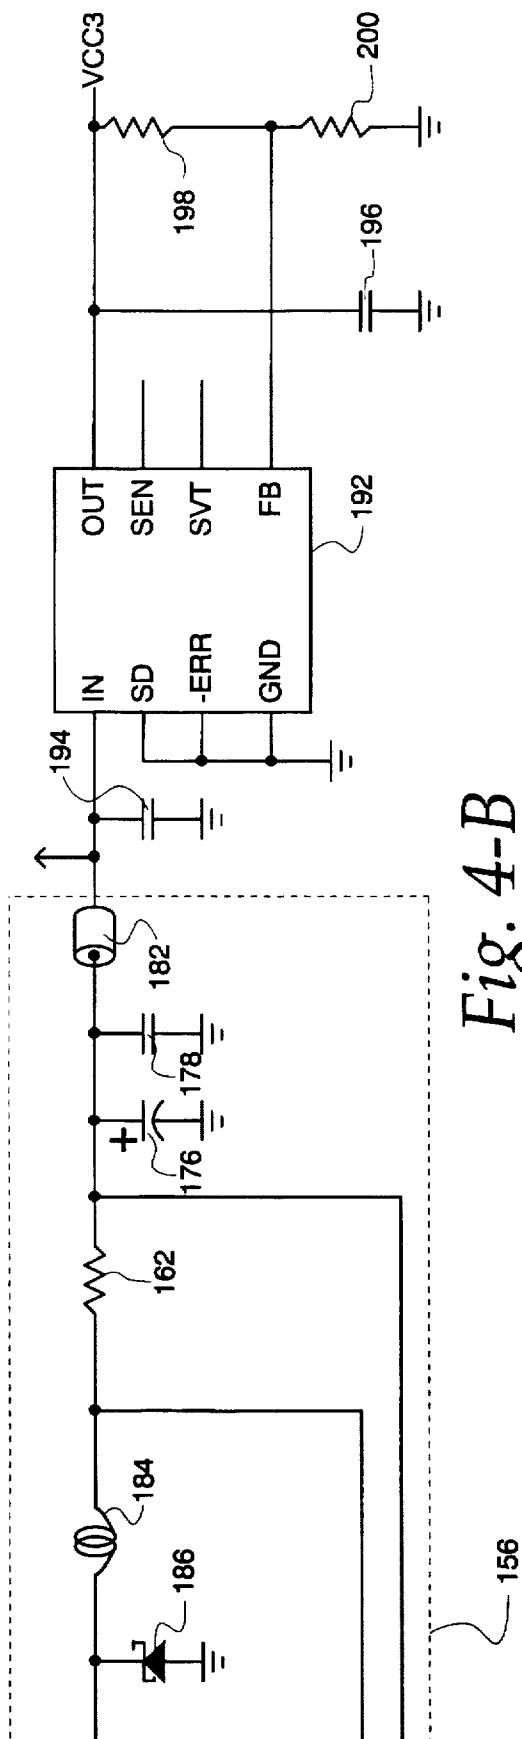 VCC3
200
198
196
OUT
SEN
SVT
FB
192
IN
SD
-ERR
GND
194
182
178
+
176
162
184
186
156
Fig. 4-B